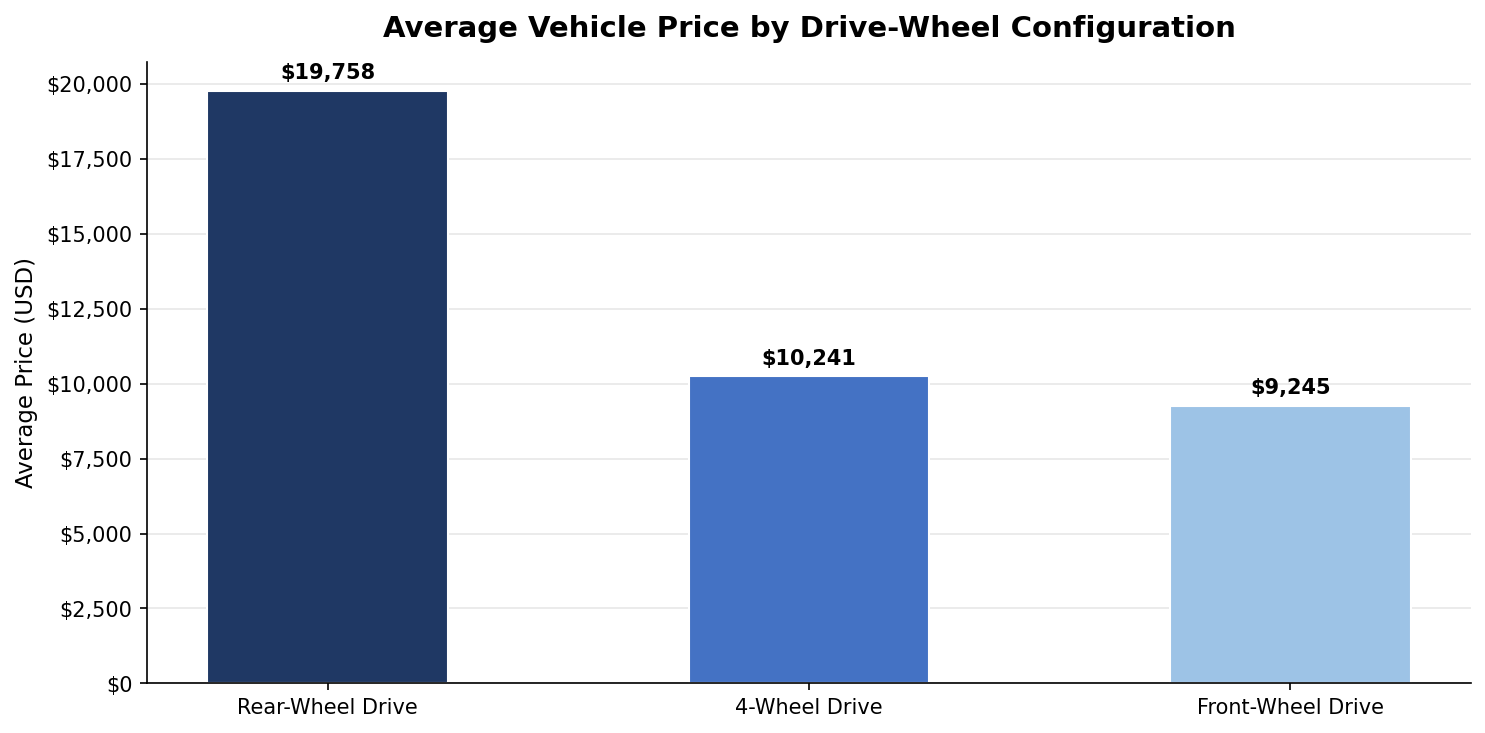 Average Vehicle Price by Drive-Wheel Configuration
Average Price (USD)
$20,000
$17,500
$15,000
$12,500
$10,000
$7,500
$5,000
$2,500
$0
$19,758
$10,241
$9,245
Rear-Wheel Drive
4-Wheel Drive
Front-Wheel Drive